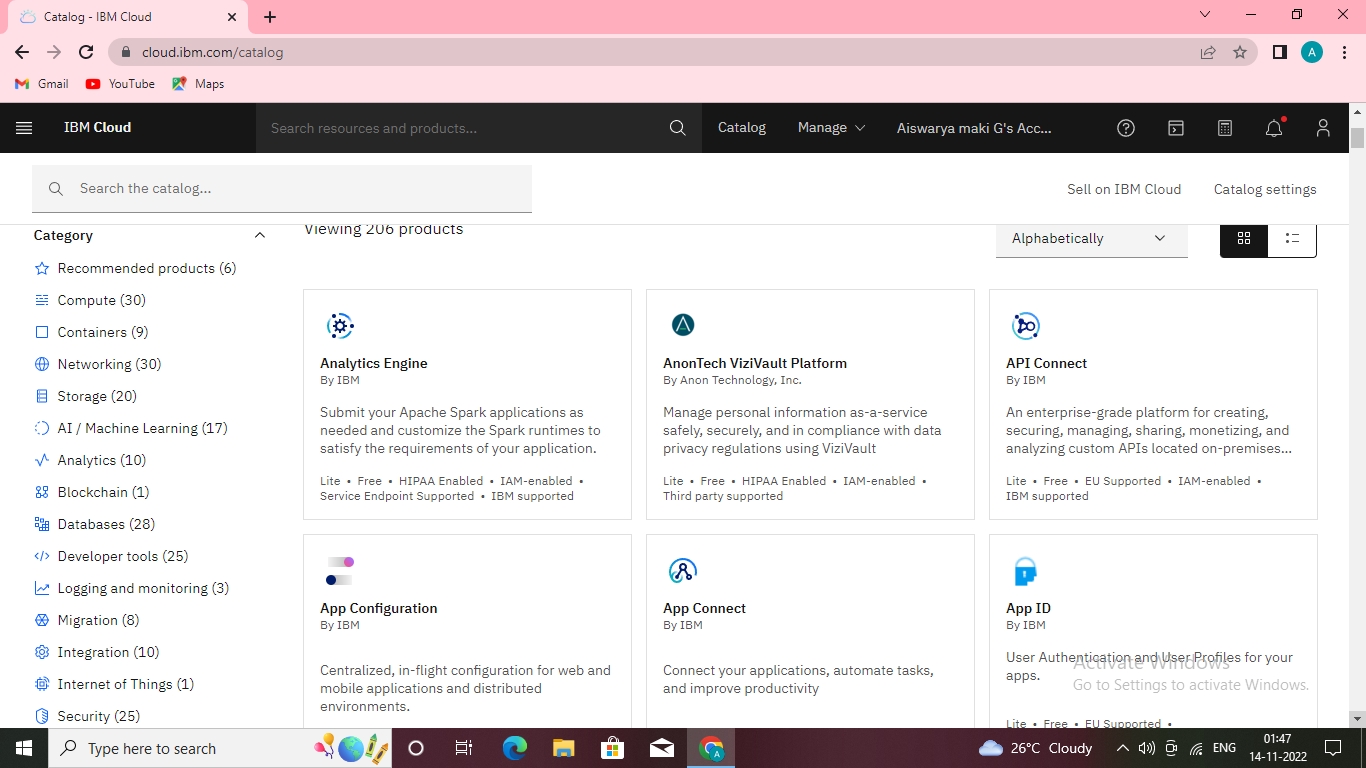 Catalog - IBM Cloud
cloud.ibm.com/catalog
A
Gmail
YouTube
Maps
IBM Cloud
Search resources and products...
Catalog
Manage
Aiswarya maki G's Acc...
Search the catalog...
Sell on IBM Cloud
Catalog settings
Category
Recommended products (6)
Compute (30)
Containers (9)
Networking (30)
Storage (20)
AI / Machine Learning (17)
Analytics (10)
Blockchain (1)
Databases (28)
Developer tools (25)
Logging and monitoring (3)
Migration (8)
Integration (10)
Internet of Things (1)
Security (25)
Viewing 206 products
Alphabetically
Analytics Engine
By IBM
Submit your Apache Spark applications as
needed and customize the Spark runtimes to
satisfy the requirements of your application.
Lite • Free • HIPAA Enabled • IAM-enabled •
Service Endpoint Supported • IBM supported
AnonTech ViziVault Platform
By Anon Technology, Inc.
Manage personal information as-a-service
safely, securely, and in compliance with data
privacy regulations using ViziVault
Lite • Free • HIPAA Enabled • IAM-enabled •
Third party supported
API Connect
By IBM
An enterprise-grade platform for creating,
securing, managing, sharing, monetizing, and
analyzing custom APIs located on-premises...
Lite • Free • EU Supported • IAM-enabled •
IBM supported
App Configuration
By IBM
Centralized, in-flight configuration for web and
mobile applications and distributed
environments.
App Connect
By IBM
Connect your applications, automate tasks,
and improve productivity
App ID
By IBM
User Authentication and User Profiles for your
apps.
Lite • Free • EU Supported •
Activate Windows
Go to Settings to activate Windows.
Type here to search
A
26°C Cloudy
ENG
01:47
14-11-2022